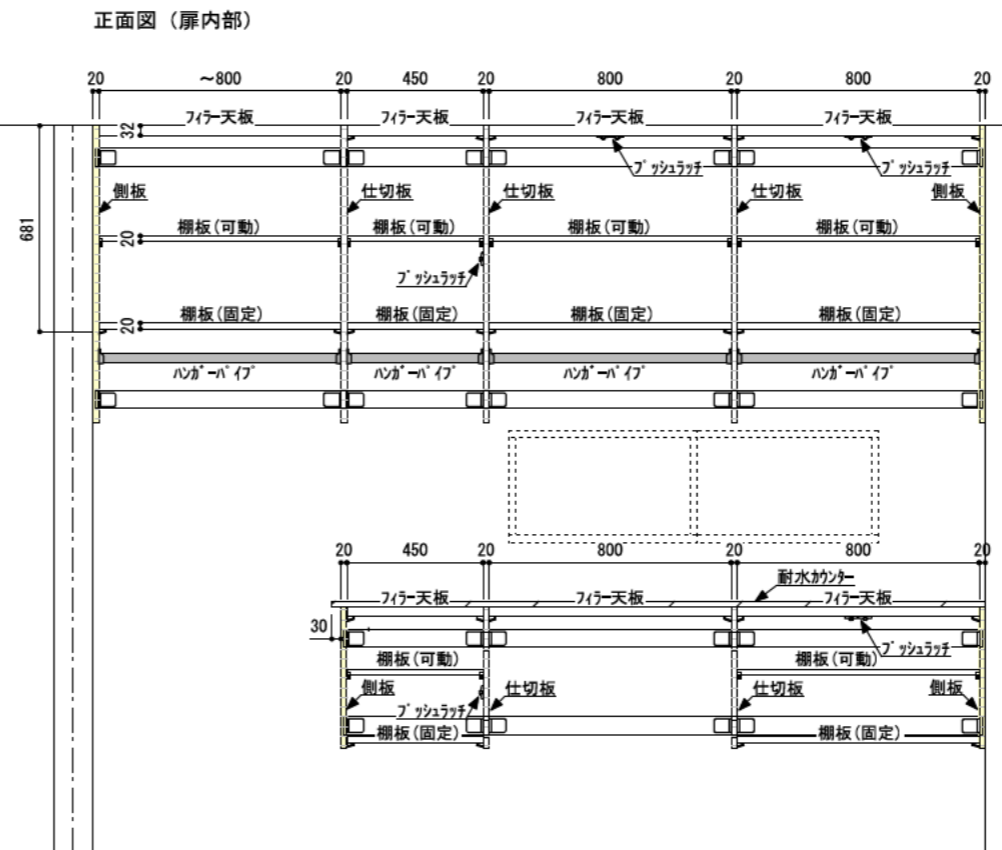 正面図（扉内部）
20 ～800 20 450 20 800 20 800 20
ﾌｨﾗｰ天板 ﾌｨﾗｰ天板 ﾌｨﾗｰ天板 ﾌｨﾗｰ天板
32
ﾌﾟｯｼｭﾗｯﾁ ﾌﾟｯｼｭﾗｯﾁ
側板 仕切板 仕切板 仕切板 側板
681
棚板(可動) 棚板(可動) 棚板(可動) 棚板(可動)
20
ﾌﾟｯｼｭﾗｯﾁ
棚板(固定) 棚板(固定) 棚板(固定) 棚板(固定)
20
ﾊﾝｶﾞｰﾊﾟｲﾌﾟ ﾊﾝｶﾞｰﾊﾟｲﾌﾟ ﾊﾝｶﾞｰﾊﾟｲﾌﾟ ﾊﾝｶﾞｰﾊﾟｲﾌﾟ
20 450 20 800 20 800 20
耐水ｶｳﾝﾀｰ
ﾌｨﾗｰ天板 ﾌｨﾗｰ天板 ﾌｨﾗｰ天板
30
ﾌﾟｯｼｭﾗｯﾁ
棚板(可動) 棚板(可動)
側板 仕切板 仕切板 側板
ﾌﾟｯｼｭﾗｯﾁ
棚板(固定) 棚板(固定)